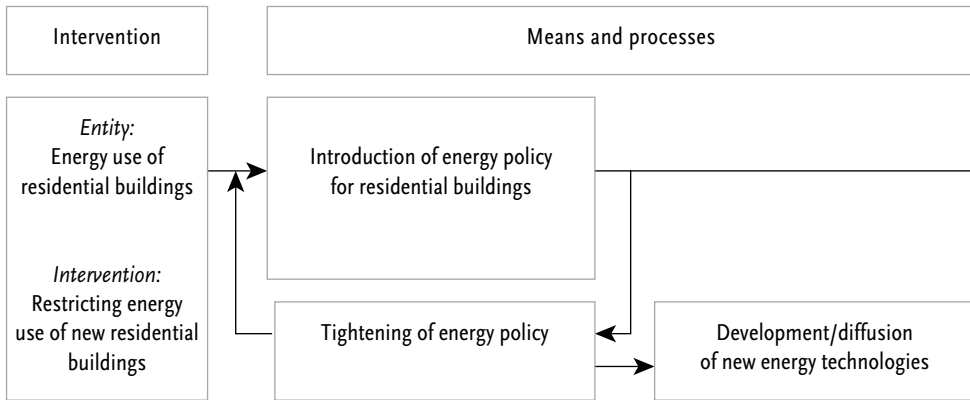 Intervention
Means and processes
Entity:
Energy use of
residential buildings
Intervention:
Restricting energy
use of new residential
buildings
Introduction of energy policy
for residential buildings
Tightening of energy policy
Development/diffusion
of new energy technologies